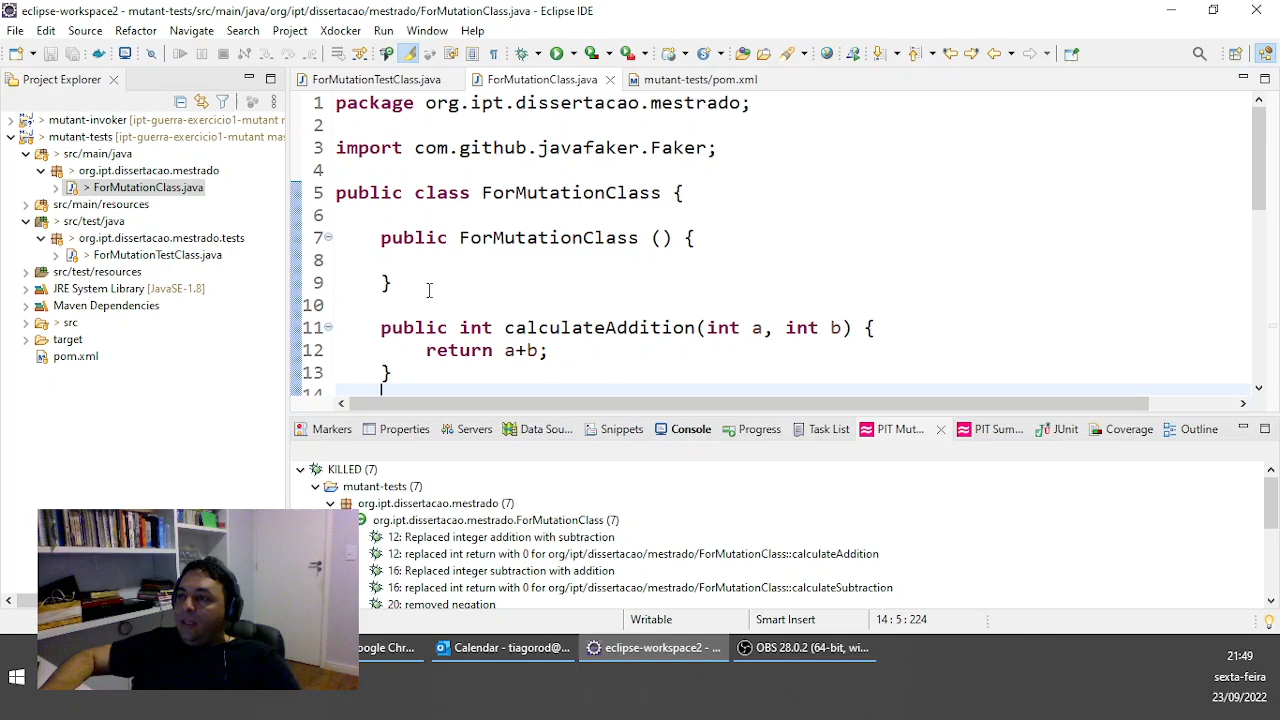 eclipse-workspace2 - mutant-tests/src/main/java/org/ipt/dissertacao/mestrado/ForMutationClass.java - Eclipse IDE
File Edit Source Refactor Navigate Search Project Xdocker Run Window Help
Project Explorer
ForMutationTestClass.java ForMutationClass.java mutant-tests/pom.xml
> mutant-invoker [ipt-guerra-exercicio1-mutant r
> mutant-tests [ipt-guerra-exercicio1-mutant mas
> src/main/java
> org.ipt.dissertacao.mestrado
> ForMutationClass.java
src/main/resources
> src/test/java
> org.ipt.dissertacao.mestrado.tests
> ForMutationTestClass.java
src/test/resources
JRE System Library [JavaSE-1.8]
Maven Dependencies
> src
target
pom.xml
1 package org.ipt.dissertacao.mestrado;
2
3 import com.github.javafaker.Faker;
4
5 public class ForMutationClass {
6
7 public ForMutationClass () {
8
9 }
10
11 public int calculateAddition(int a, int b) {
12 return a+b;
13 }
14
Markers Properties Servers Data Sou... Snippets Console Progress Task List PIT Mut... PIT Sum... JUnit Coverage Outline
KILLED (7)
mutant-tests (7)
org.ipt.dissertacao.mestrado (7)
org.ipt.dissertacao.mestrado.ForMutationClass (7)
12: Replaced integer addition with subtraction
12: replaced int return with 0 for org/ipt/dissertacao/mestrado/ForMutationClass::calculateAddition
16: Replaced integer subtraction with addition
16: replaced int return with 0 for org/ipt/dissertacao/mestrado/ForMutationClass::calculateSubtraction
20: removed negation
Writable Smart Insert 14 : 5 : 224
ogle Chr... Calendar - tiagorod@... eclipse-workspace2 - ... OBS 28.0.2 (64-bit, wi...
21:49
sexta-feira
23/09/2022